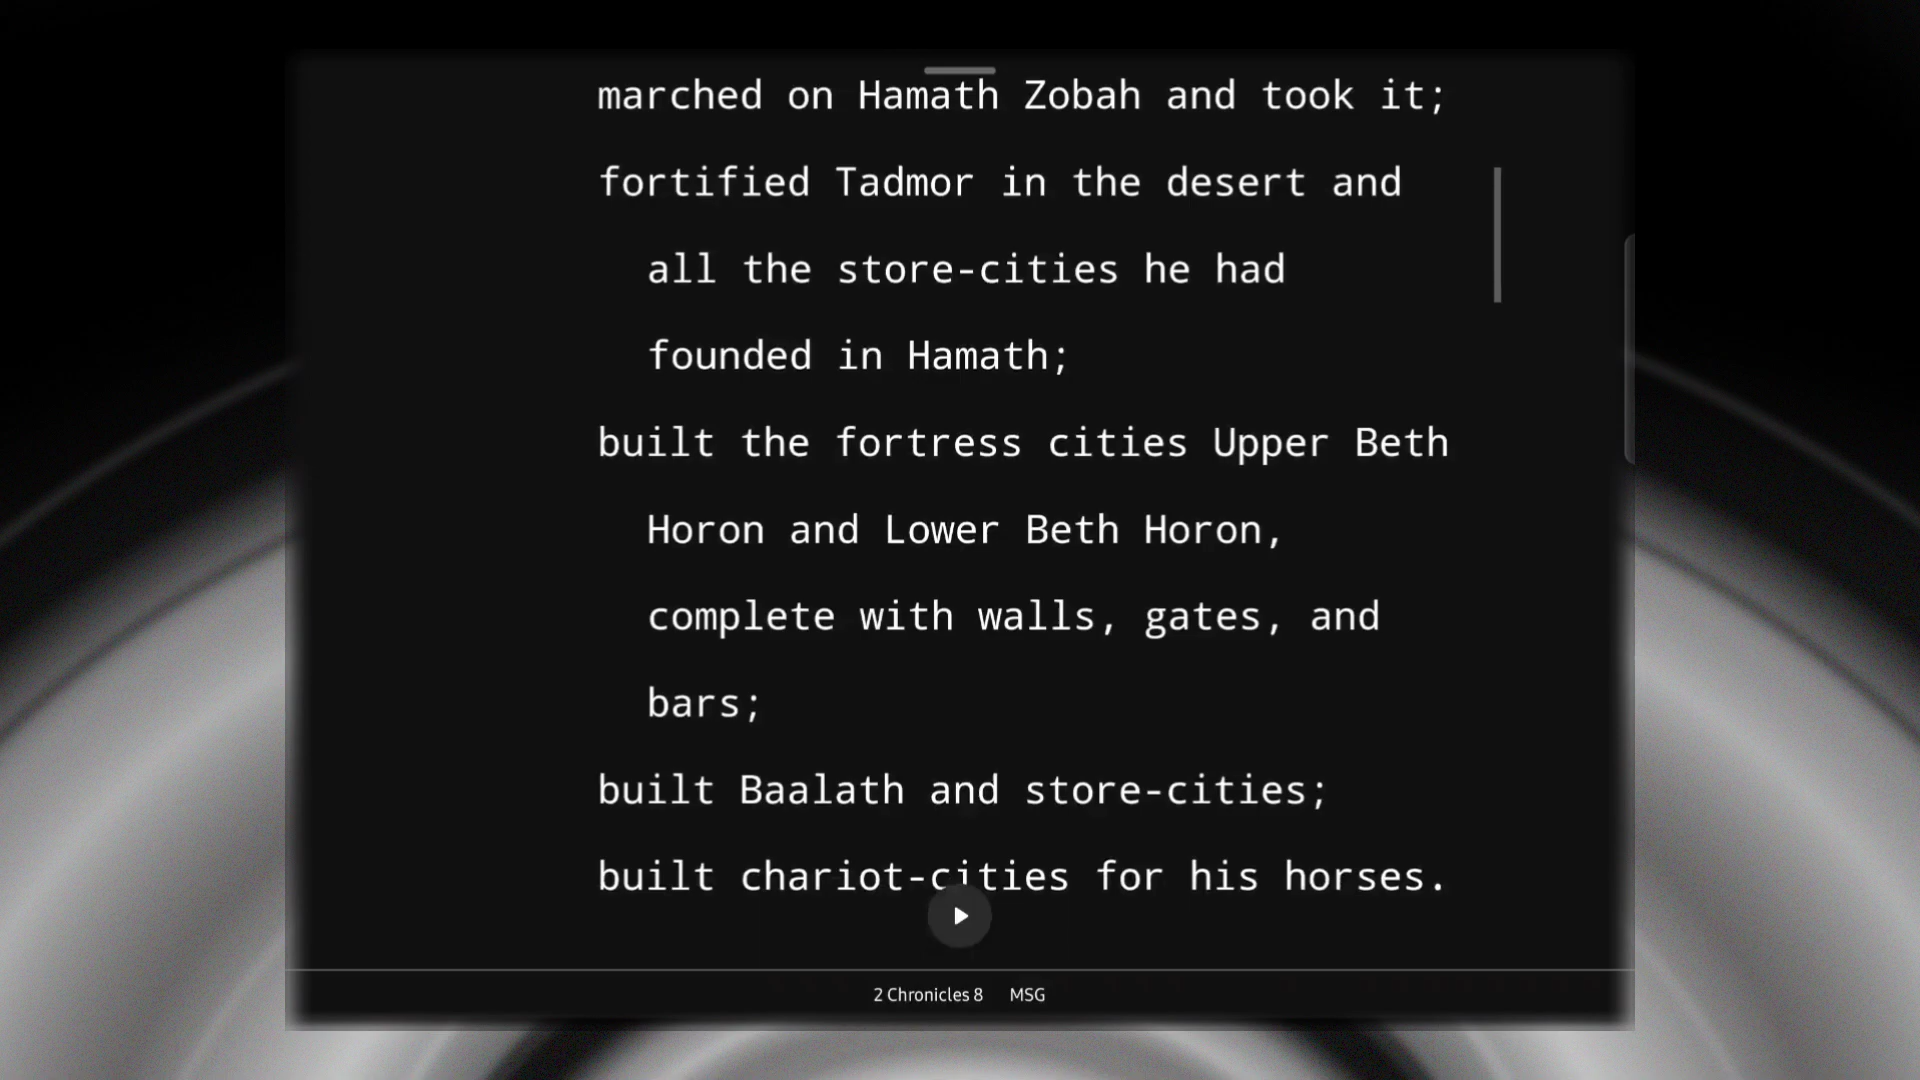 marched on Hamath Zobah and took it;
fortified Tadmor in the desert and
all the store-cities he had
founded in Hamath;
built the fortress cities Upper Beth
Horon and Lower Beth Horon,
complete with walls, gates, and
bars;
built Baalath and store-cities;
built chariot-cities for his horses.
2 Chronicles 8 MSG